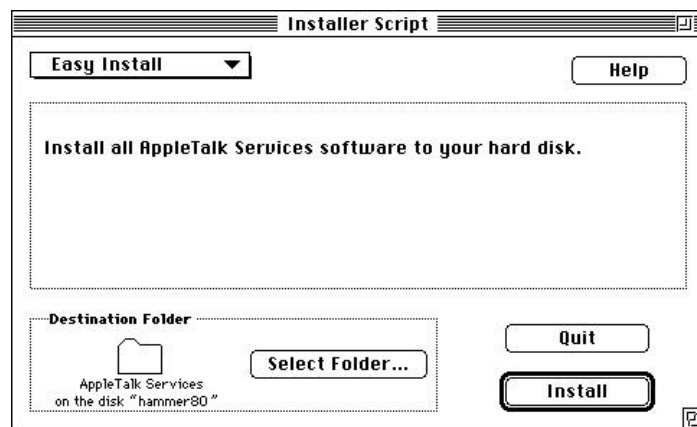 Installer Script
Easy Install
Help
Install all AppleTalk Services software to your hard disk.
Destination Folder
AppleTalk Services
on the disk "hammer80"
Select Folder...
Quit
Install